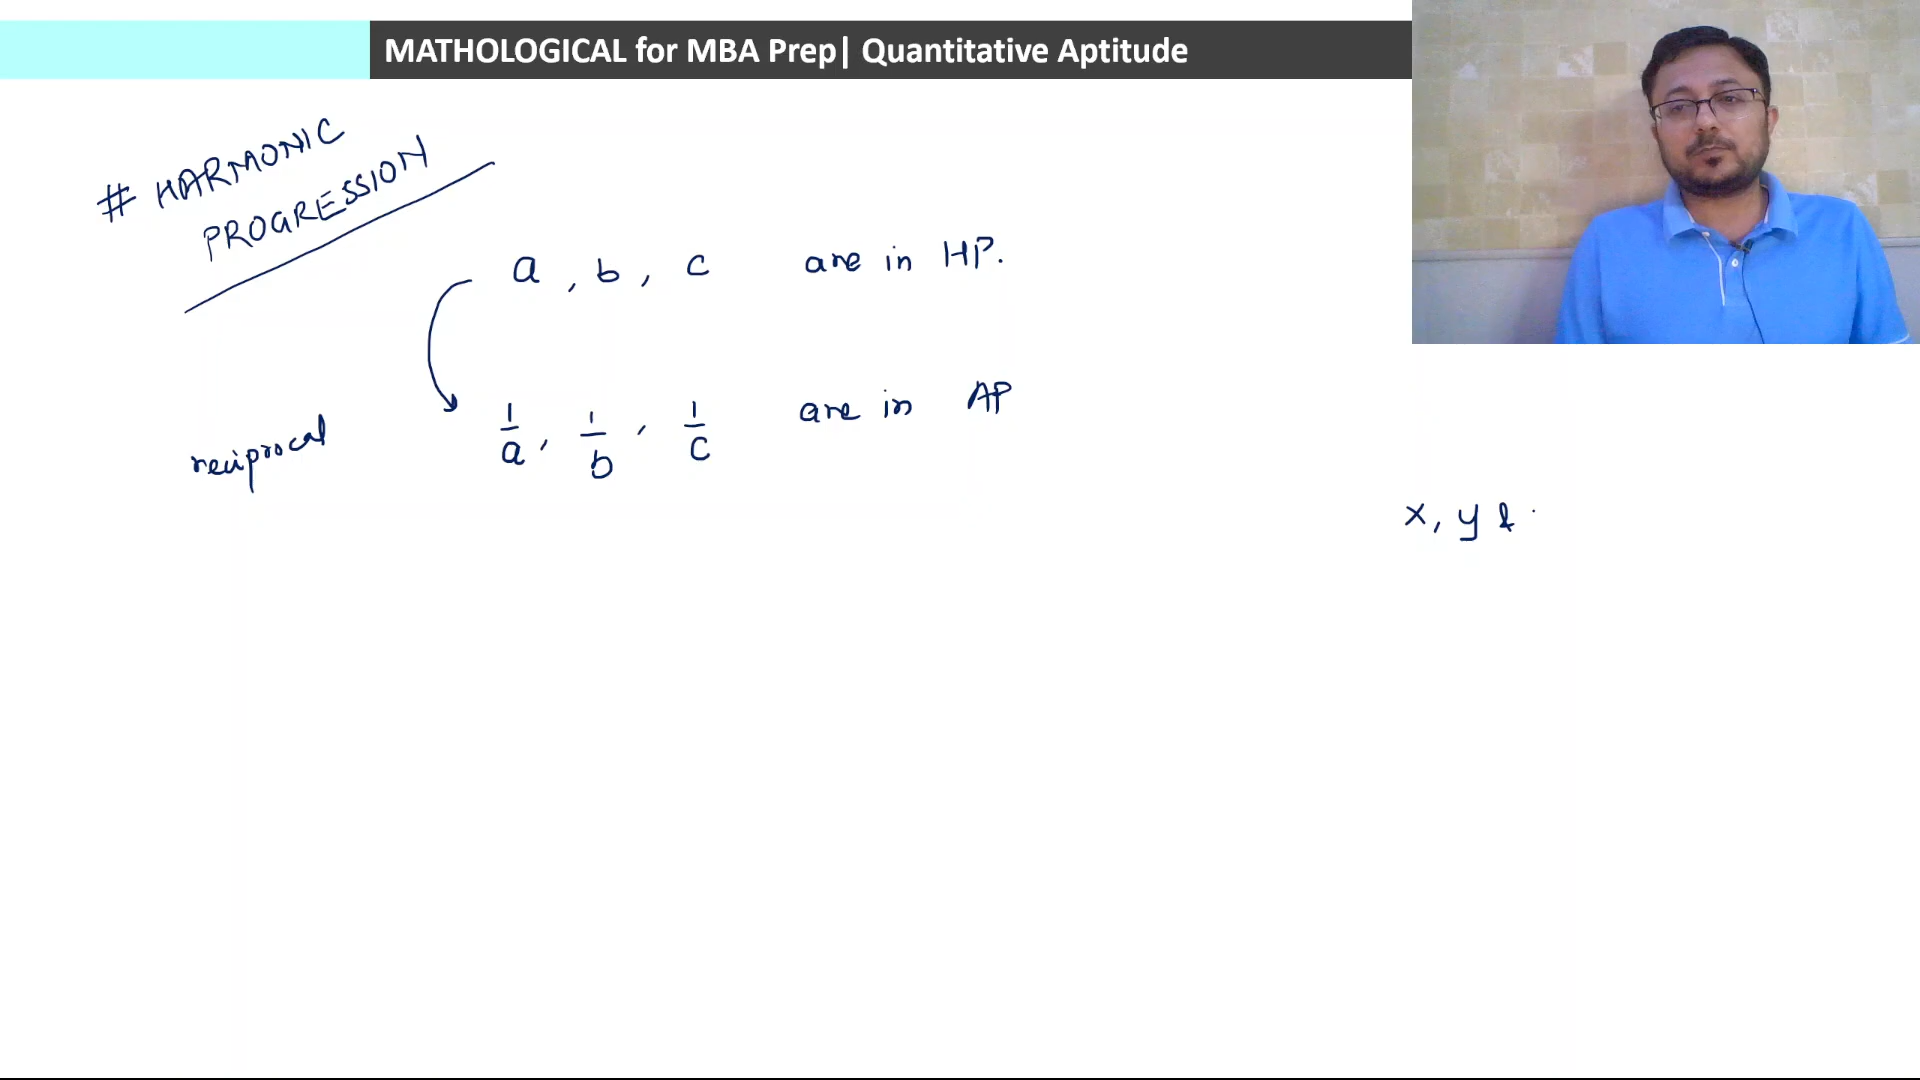 MATHOLOGICAL for MBA Prep| Quantitative Aptitude
# HARMONIC
PROGRESSION
a , b , c are in HP.
reciprocal 1/a , 1/b , 1/c are in AP
x, y &